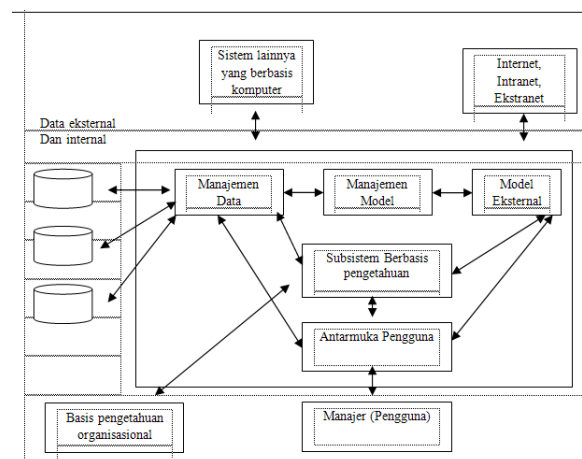 Sistem lainnya
yang berbasis
komputer
Internet,
Intranet,
Ekstranet
Data eksternal
Dan internal
Manajemen
Data
Manajemen
Model
Model
Eksternal
Subsistem Berbasis
pengetahuan
Antarmuka Pengguna
Basis pengetahuan
organisasional
Manajer (Pengguna)